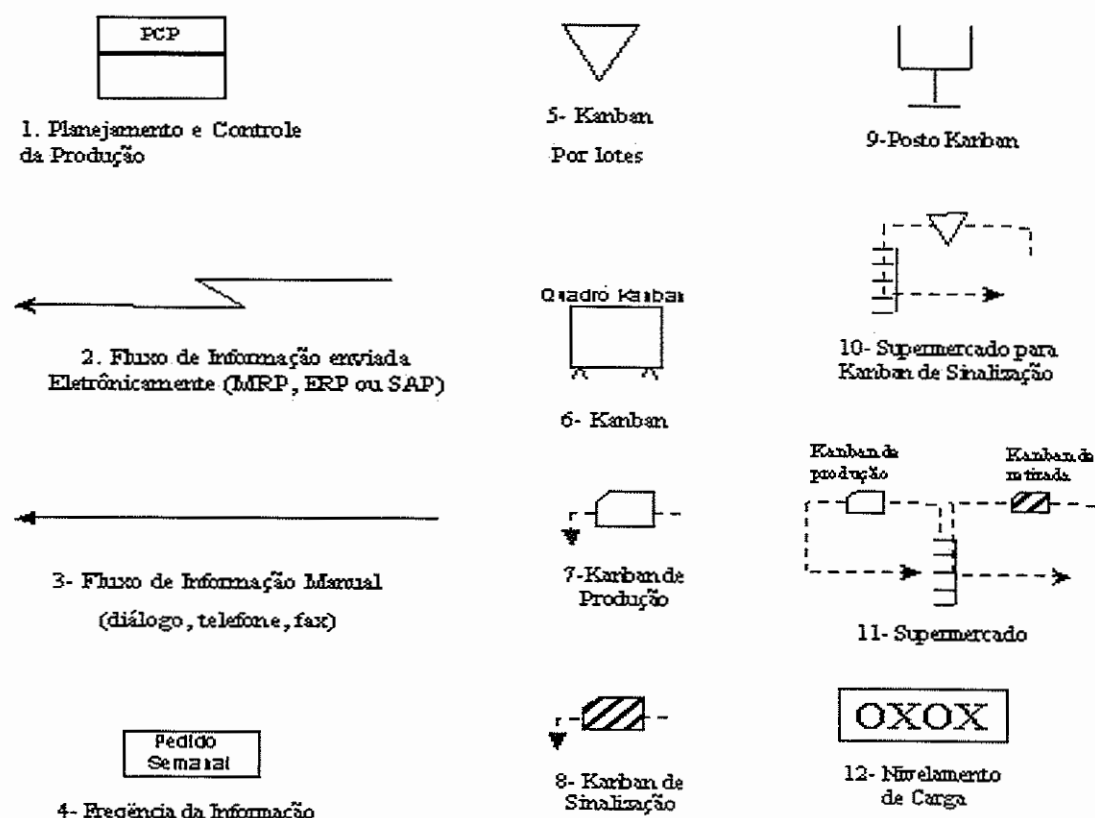 PCP
1. Planejamento e Controle
da Produção
2. Fluxo de Informação enviada
Eletrônicamente (MRP, ERP ou SAP)
3- Fluxo de Informação Manual
(diálogo, telefone, fax)
Pedido
Semanal
4- Freqência da Informação
5- Kanban
Por lotes
Quadro Kanban
6- Kanban
7-Kanban de
Produção
8- Kanban de
Sinalização
9-Posto Kanban
10- Supermercado para
Kanban de Sinalização
Kanban de
produção
Kanban de
retirada
11- Supermercado
OXOX
12- Nivelamento
de Carga